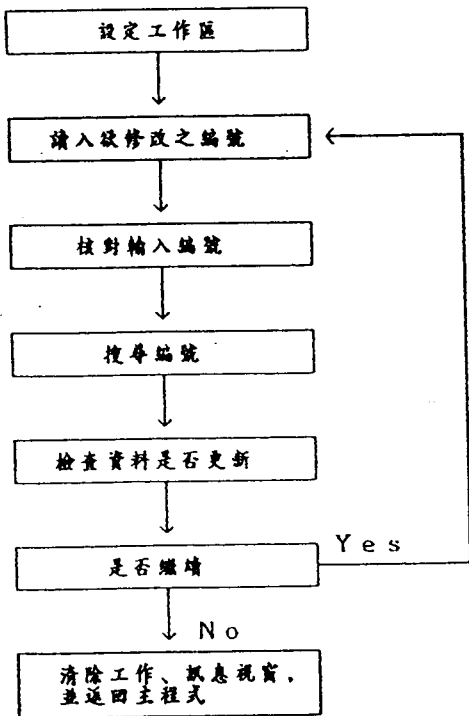 設定工作區
讀入欲修改之編號
核對輸入編號
搜尋編號
檢查資料是否更新
是否繼續
Yes
No
清除工作、訊息視窗,
並返回主程式